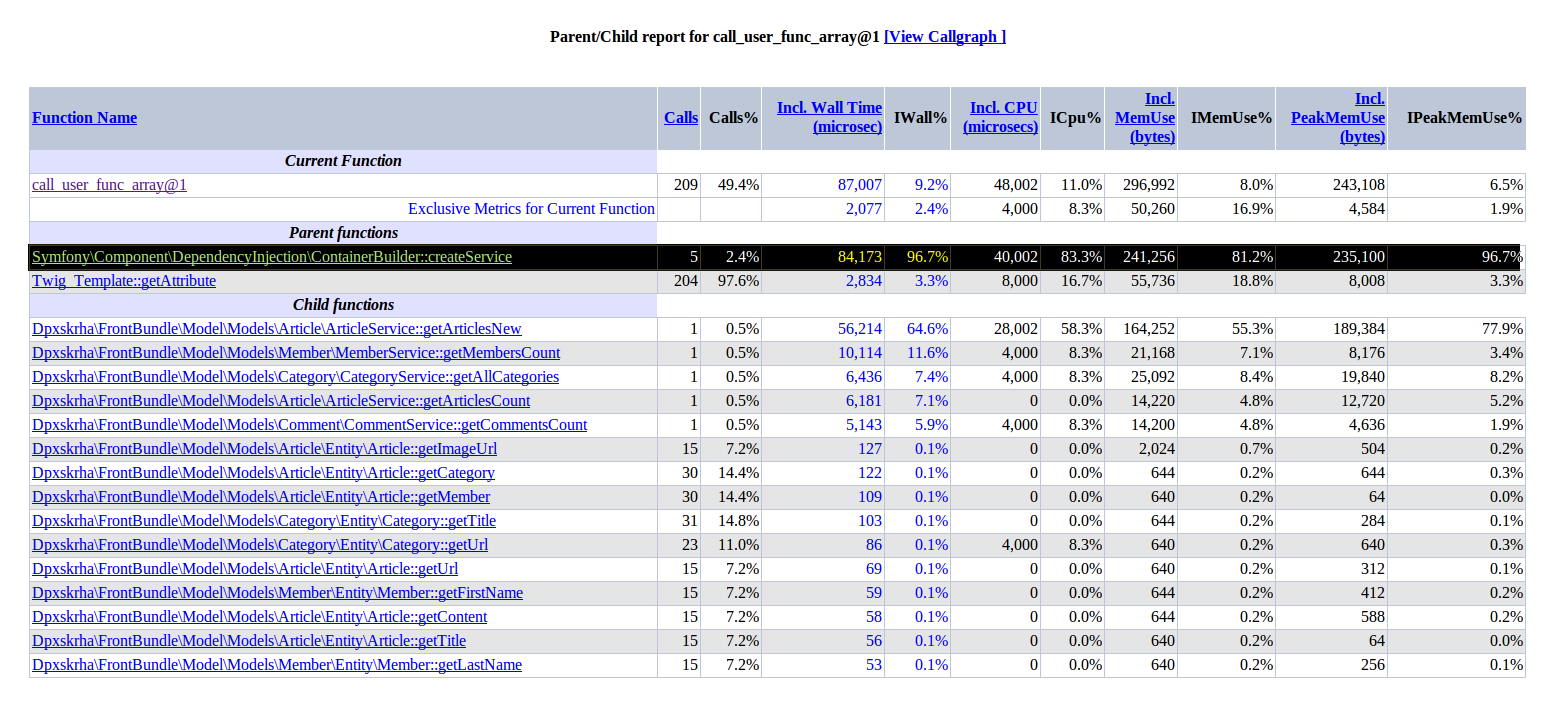 Parent/Child report for call_user_func_array@1 [View Callgraph ]
Function Name Calls Calls% Incl. Wall Time (microsec) IWall% Incl. CPU (microsecs) ICpu% Incl. MemUse (bytes) IMemUse% Incl. PeakMemUse (bytes) IPeakMemUse%
Current Function
call_user_func_array@1 209 49.4% 87,007 9.2% 48,002 11.0% 296,992 8.0% 243,108 6.5%
Exclusive Metrics for Current Function 2,077 2.4% 4,000 8.3% 50,260 16.9% 4,584 1.9%
Parent functions
Symfony\Component\DependencyInjection\ContainerBuilder::createService 5 2.4% 84,173 96.7% 40,002 83.3% 241,256 81.2% 235,100 96.7%
Twig_Template::getAttribute 204 97.6% 2,834 3.3% 8,000 16.7% 55,736 18.8% 8,008 3.3%
Child functions
Dpxskrha\FrontBundle\Model\Models\Article\ArticleService::getArticlesNew 1 0.5% 56,214 64.6% 28,002 58.3% 164,252 55.3% 189,384 77.9%
Dpxskrha\FrontBundle\Model\Models\Member\MemberService::getMembersCount 1 0.5% 10,114 11.6% 4,000 8.3% 21,168 7.1% 8,176 3.4%
Dpxskrha\FrontBundle\Model\Models\Category\CategoryService::getAllCategories 1 0.5% 6,436 7.4% 4,000 8.3% 25,092 8.4% 19,840 8.2%
Dpxskrha\FrontBundle\Model\Models\Article\ArticleService::getArticlesCount 1 0.5% 6,181 7.1% 0 0.0% 14,220 4.8% 12,720 5.2%
Dpxskrha\FrontBundle\Model\Models\Comment\CommentService::getCommentsCount 1 0.5% 5,143 5.9% 4,000 8.3% 14,200 4.8% 4,636 1.9%
Dpxskrha\FrontBundle\Model\Models\Article\Entity\Article::getImageUrl 15 7.2% 127 0.1% 0 0.0% 2,024 0.7% 504 0.2%
Dpxskrha\FrontBundle\Model\Models\Article\Entity\Article::getCategory 30 14.4% 122 0.1% 0 0.0% 644 0.2% 644 0.3%
Dpxskrha\FrontBundle\Model\Models\Article\Entity\Article::getMember 30 14.4% 109 0.1% 0 0.0% 640 0.2% 64 0.0%
Dpxskrha\FrontBundle\Model\Models\Category\Entity\Category::getTitle 31 14.8% 103 0.1% 0 0.0% 644 0.2% 284 0.1%
Dpxskrha\FrontBundle\Model\Models\Category\Entity\Category::getUrl 23 11.0% 86 0.1% 4,000 8.3% 640 0.2% 640 0.3%
Dpxskrha\FrontBundle\Model\Models\Article\Entity\Article::getUrl 15 7.2% 69 0.1% 0 0.0% 640 0.2% 312 0.1%
Dpxskrha\FrontBundle\Model\Models\Member\Entity\Member::getFirstName 15 7.2% 59 0.1% 0 0.0% 644 0.2% 412 0.2%
Dpxskrha\FrontBundle\Model\Models\Article\Entity\Article::getContent 15 7.2% 58 0.1% 0 0.0% 644 0.2% 588 0.2%
Dpxskrha\FrontBundle\Model\Models\Article\Entity\Article::getTitle 15 7.2% 56 0.1% 0 0.0% 640 0.2% 64 0.0%
Dpxskrha\FrontBundle\Model\Models\Member\Entity\Member::getLastName 15 7.2% 53 0.1% 0 0.0% 640 0.2% 256 0.1%